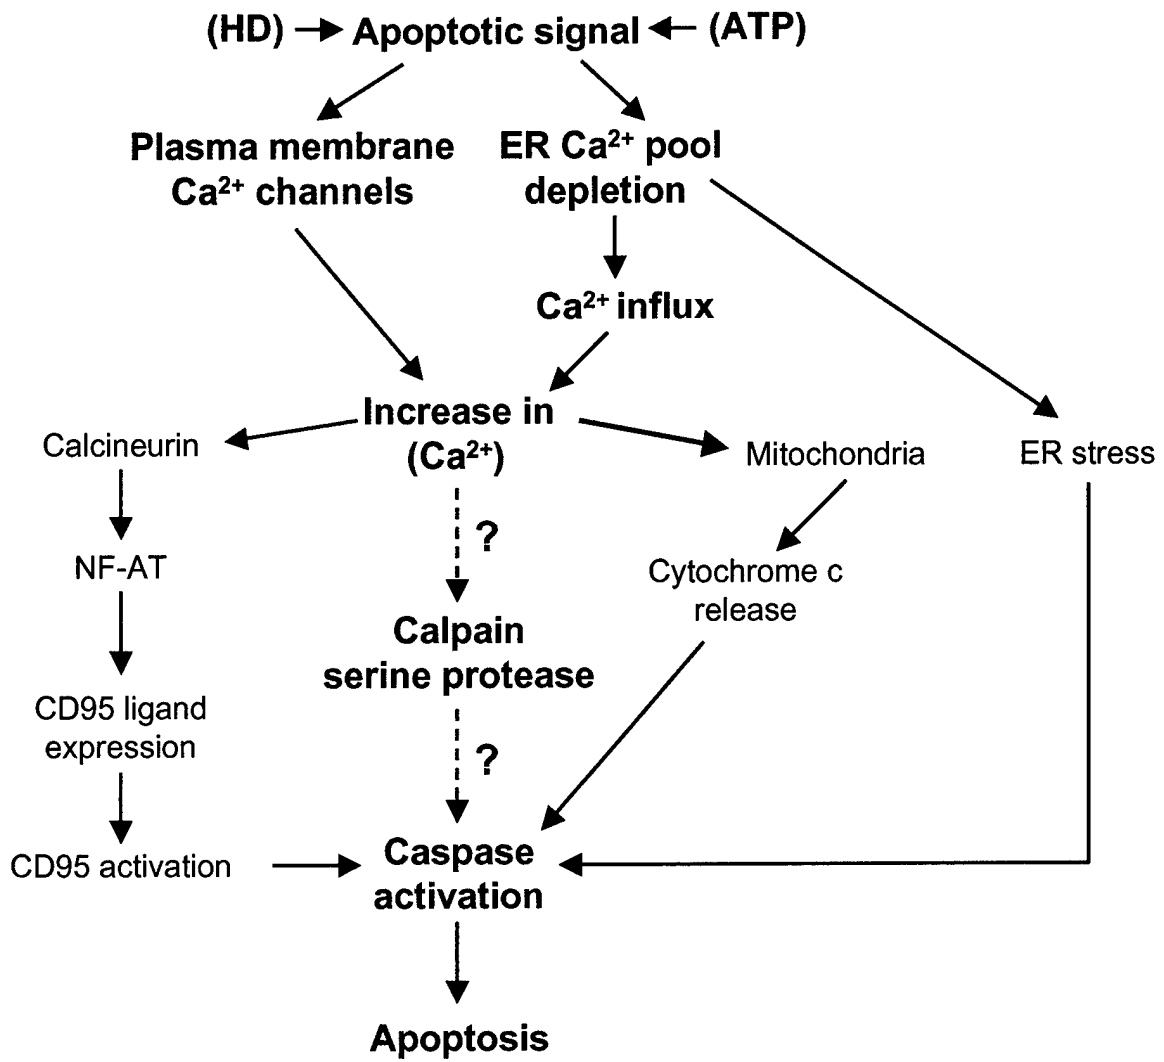 (HD) → Apoptotic signal ← (ATP)
Plasma membrane
Ca²⁺ channels
ER Ca²⁺ pool
depletion
Ca²⁺ influx
Increase in
(Ca²⁺)
Calcineurin
Mitochondria
ER stress
?
NF-AT
Cytochrome c
release
Calpain
serine protease
CD95 ligand
expression
?
CD95 activation
Caspase
activation
Apoptosis